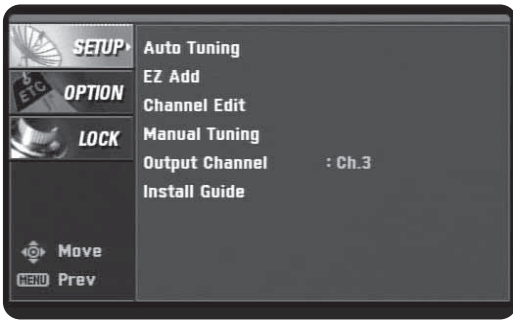 SETUP
OPTION
ETC
LOCK
Auto Tuning
EZ Add
Channel Edit
Manual Tuning
Output Channel : Ch.3
Install Guide
Move
MENU Prev